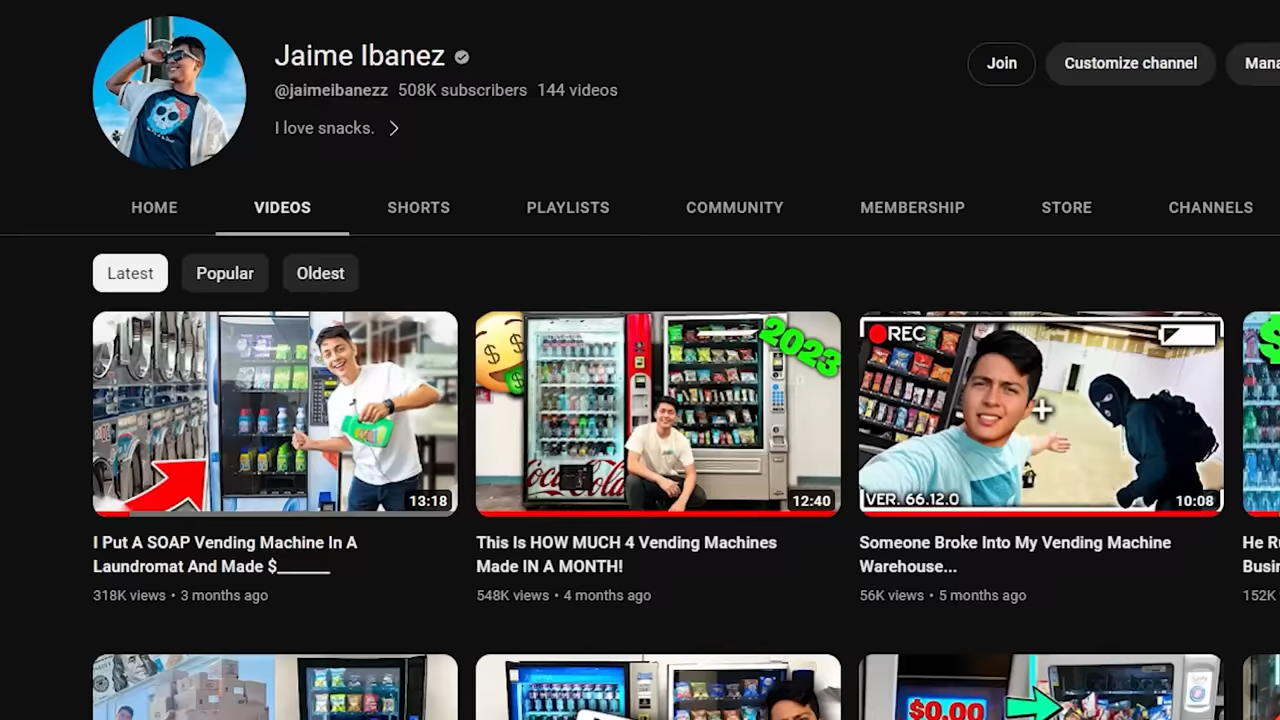 Jaime Ibanez
@jaimeibanezz 508K subscribers 144 videos
I love snacks.
Join
Customize channel
HOME
VIDEOS
SHORTS
PLAYLISTS
COMMUNITY
MEMBERSHIP
STORE
CHANNELS
Latest
Popular
Oldest
13:18
2023
Coca-Cola
12:40
REC
VER. 66.12.0
10:08
I Put A SOAP Vending Machine In A
Laundromat And Made $______
318K views • 3 months ago
This Is HOW MUCH 4 Vending Machines
Made IN A MONTH!
548K views • 4 months ago
Someone Broke Into My Vending Machine
Warehouse...
56K views • 5 months ago
He
152K
$0.00